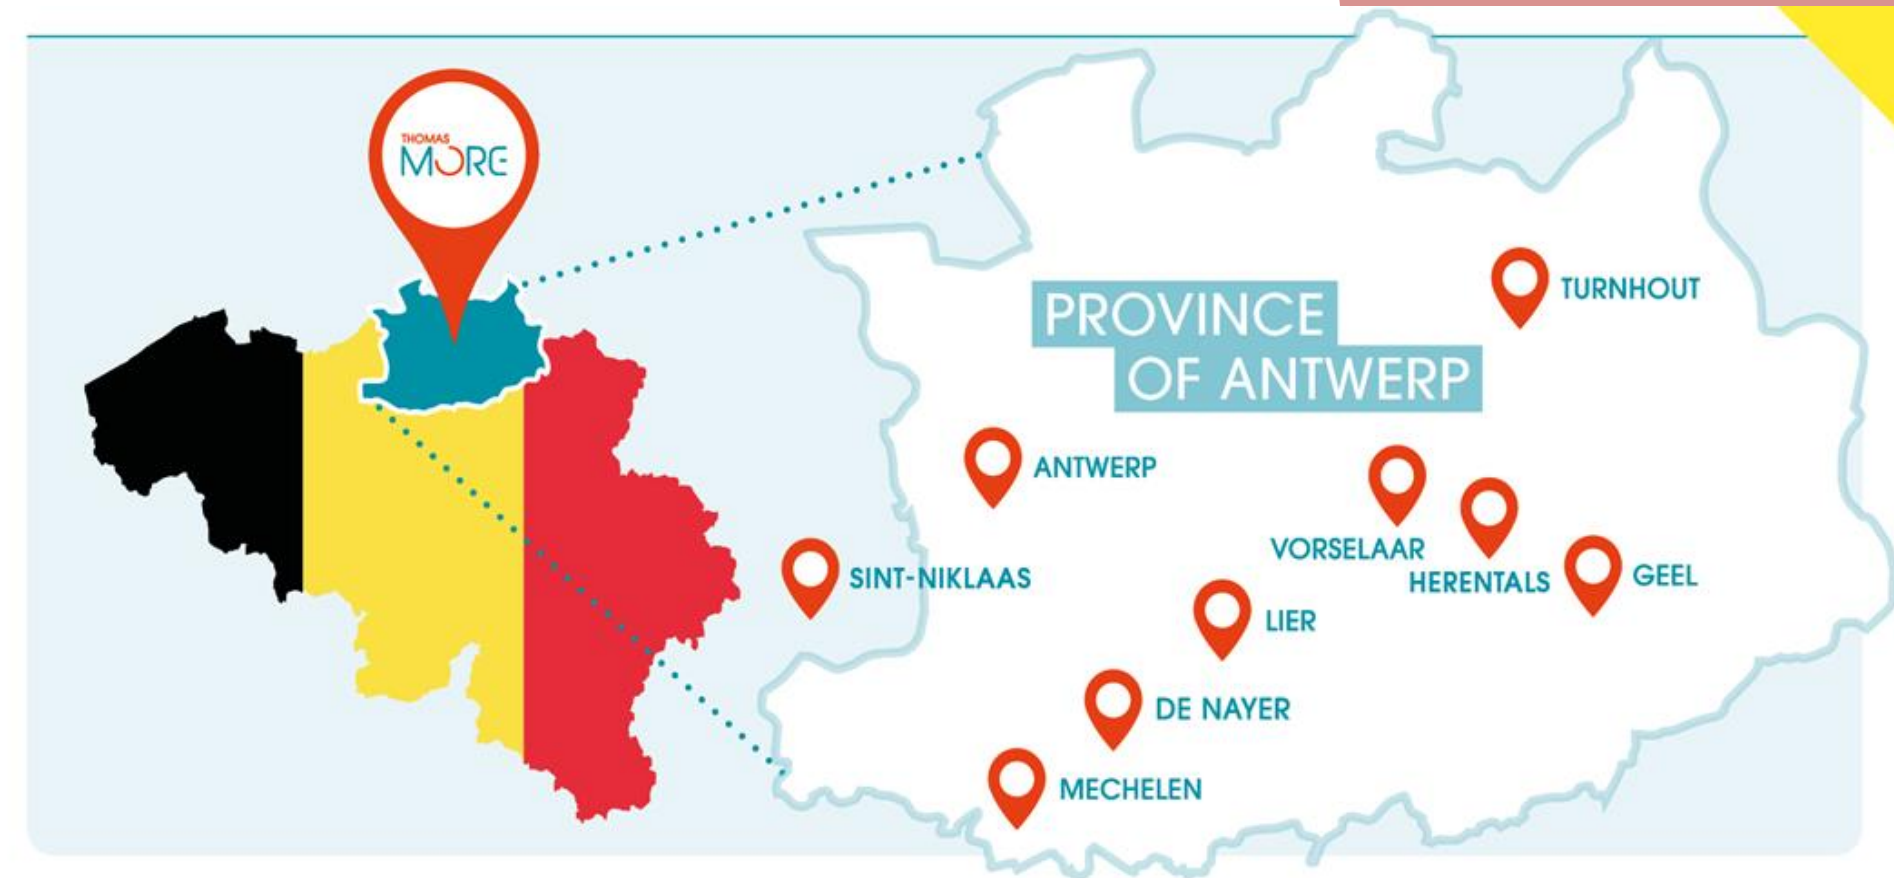 THOMAS
MORE
PROVINCE
OF ANTWERP
TURNHOUT
ANTWERP
VORSELAAR
HERENTALS
GEEL
SINT-NIKLAAS
LIER
DE NAYER
MECHELEN